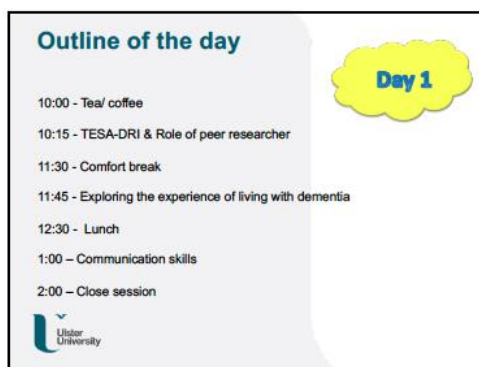 Outline of the day
Day 1
10:00 - Tea/ coffee
10:15 - TESA-DRI & Role of peer researcher
11:30 - Comfort break
11:45 - Exploring the experience of living with dementia
12:30 - Lunch
1:00 – Communication skills
2:00 – Close session
Ulster
University